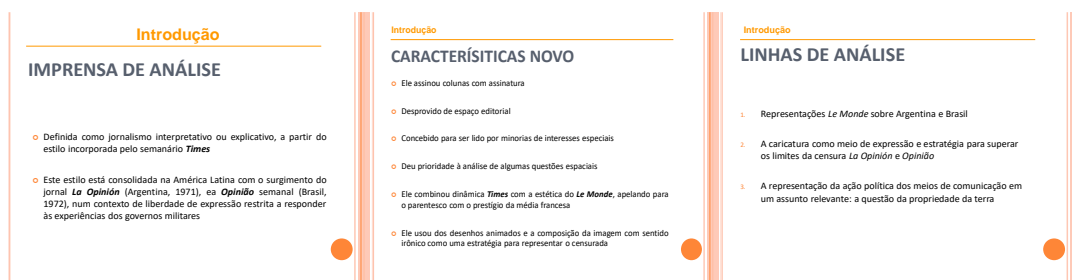 Introdução
IMPRENSA DE ANÁLISE
Definida como jornalismo interpretativo ou explicativo, a partir do
estilo incorporada pelo semanário Times
Este estilo está consolidada na América Latina com o surgimento do
jornal La Opinión (Argentina, 1971), ea Opinião semanal (Brasil,
1972), num contexto de liberdade de expressão restrita a responder
às experiências dos governos militares
Introdução
CARACTERÍSITICAS NOVO
Ele assinou colunas com assinatura
Desprovido de espaço editorial
Concebido para ser lido por minorias de interesses especiais
Deu prioridade à análise de algumas questões espaciais
Ele combinou dinâmica Times com a estética do Le Monde, apelando para
o parentesco com o prestígio da média francesa
Ele usou dos desenhos animados e a composição da imagem com sentido
irônico como uma estratégia para representar o censurada
Introdução
LINHAS DE ANÁLISE
1. Representações Le Monde sobre Argentina e Brasil
2. A caricatura como meio de expressão e estratégia para superar
os limites da censura La Opinión e Opinião
3. A representação da ação política dos meios de comunicação em
um assunto relevante: a questão da propriedade da terra